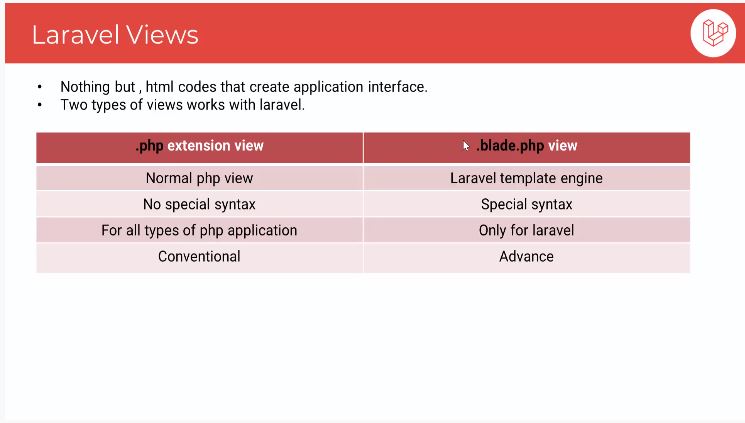 Laravel Views
• Nothing but , html codes that create application interface.
• Two types of views works with laravel.
.php extension view .blade.php view
Normal php view Laravel template engine
No special syntax Special syntax
For all types of php application Only for laravel
Conventional Advance